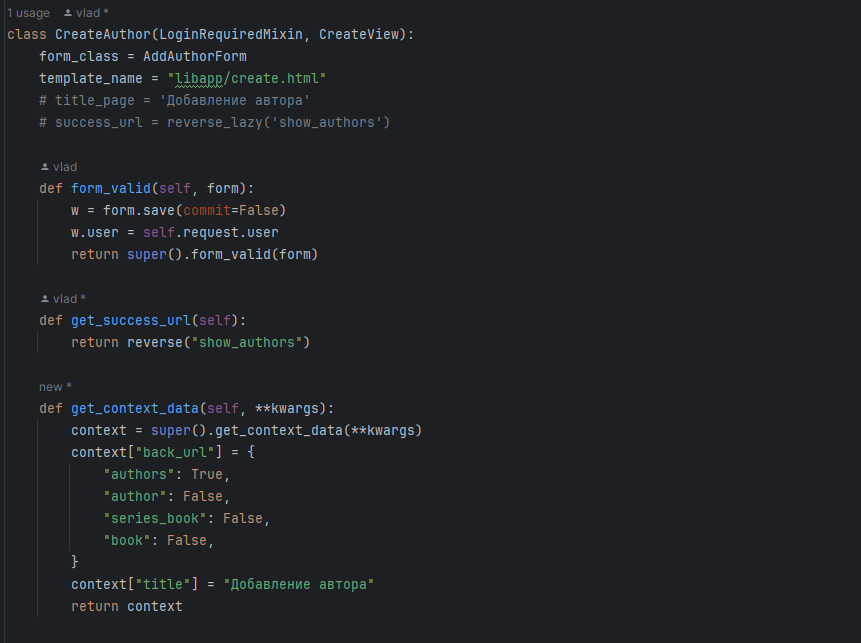 1 usage vlad *
class CreateAuthor(LoginRequiredMixin, CreateView):
    form_class = AddAuthorForm
    template_name = "libapp/create.html"
    # title_page = 'Добавление автора'
    # success_url = reverse_lazy('show_authors')
    vlad
    def form_valid(self, form):
        w = form.save(commit=False)
        w.user = self.request.user
        return super().form_valid(form)
    vlad *
    def get_success_url(self):
        return reverse("show_authors")
    new *
    def get_context_data(self, **kwargs):
        context = super().get_context_data(**kwargs)
        context["back_url"] = {
            "authors": True,
            "author": False,
            "series_book": False,
            "book": False,
        }
        context["title"] = "Добавление автора"
        return context